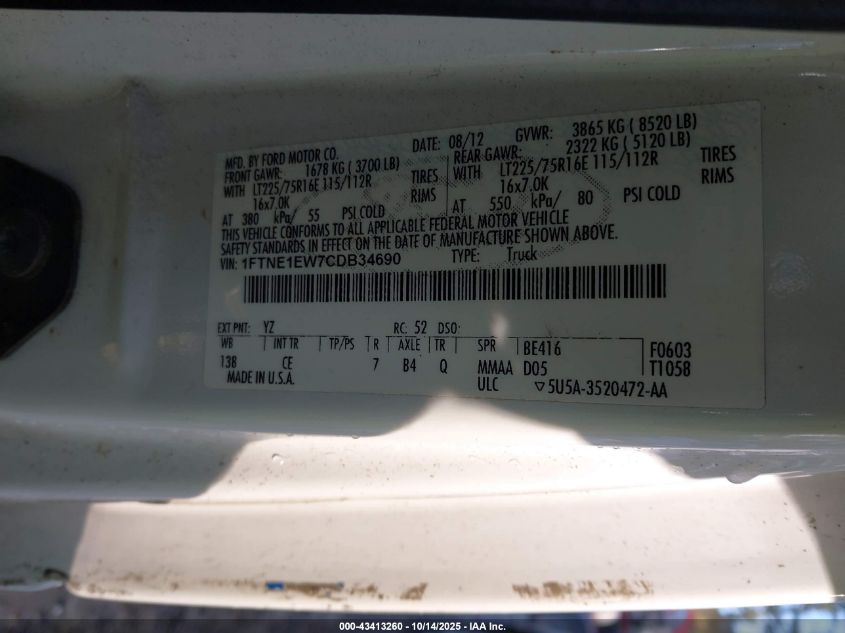 MFD. BY FORD MOTOR CO. DATE: 08/12 GVWR: 3865 KG ( 8520 LB)
FRONT GAWR: 1678 KG ( 3700 LB) REAR GAWR: 2322 KG ( 5120 LB)
WITH LT225/75R16E 115/112R TIRES WITH LT225/75R16E 115/112R TIRES
16x7.0K RIMS 16x7.0K RIMS
AT 380 kPa/ 55 PSI COLD AT 550 kPa/ 80 PSI COLD
THIS VEHICLE CONFORMS TO ALL APPLICABLE FEDERAL MOTOR VEHICLE
SAFETY STANDARDS IN EFFECT ON THE DATE OF MANUFACTURE SHOWN ABOVE.
VIN: 1FTNE1EW7CDB34690 TYPE: Truck
EXT PNT: YZ RC: 52 DSO:
WB INT TR TP/PS R AXLE TR SPR BE416 F0603
138 CE 7 B4 Q MMAA D05 T1058
MADE IN U.S.A. ULC ▽5U5A-3520472-AA
000-43413260 - 10/14/2025 - IAA Inc.